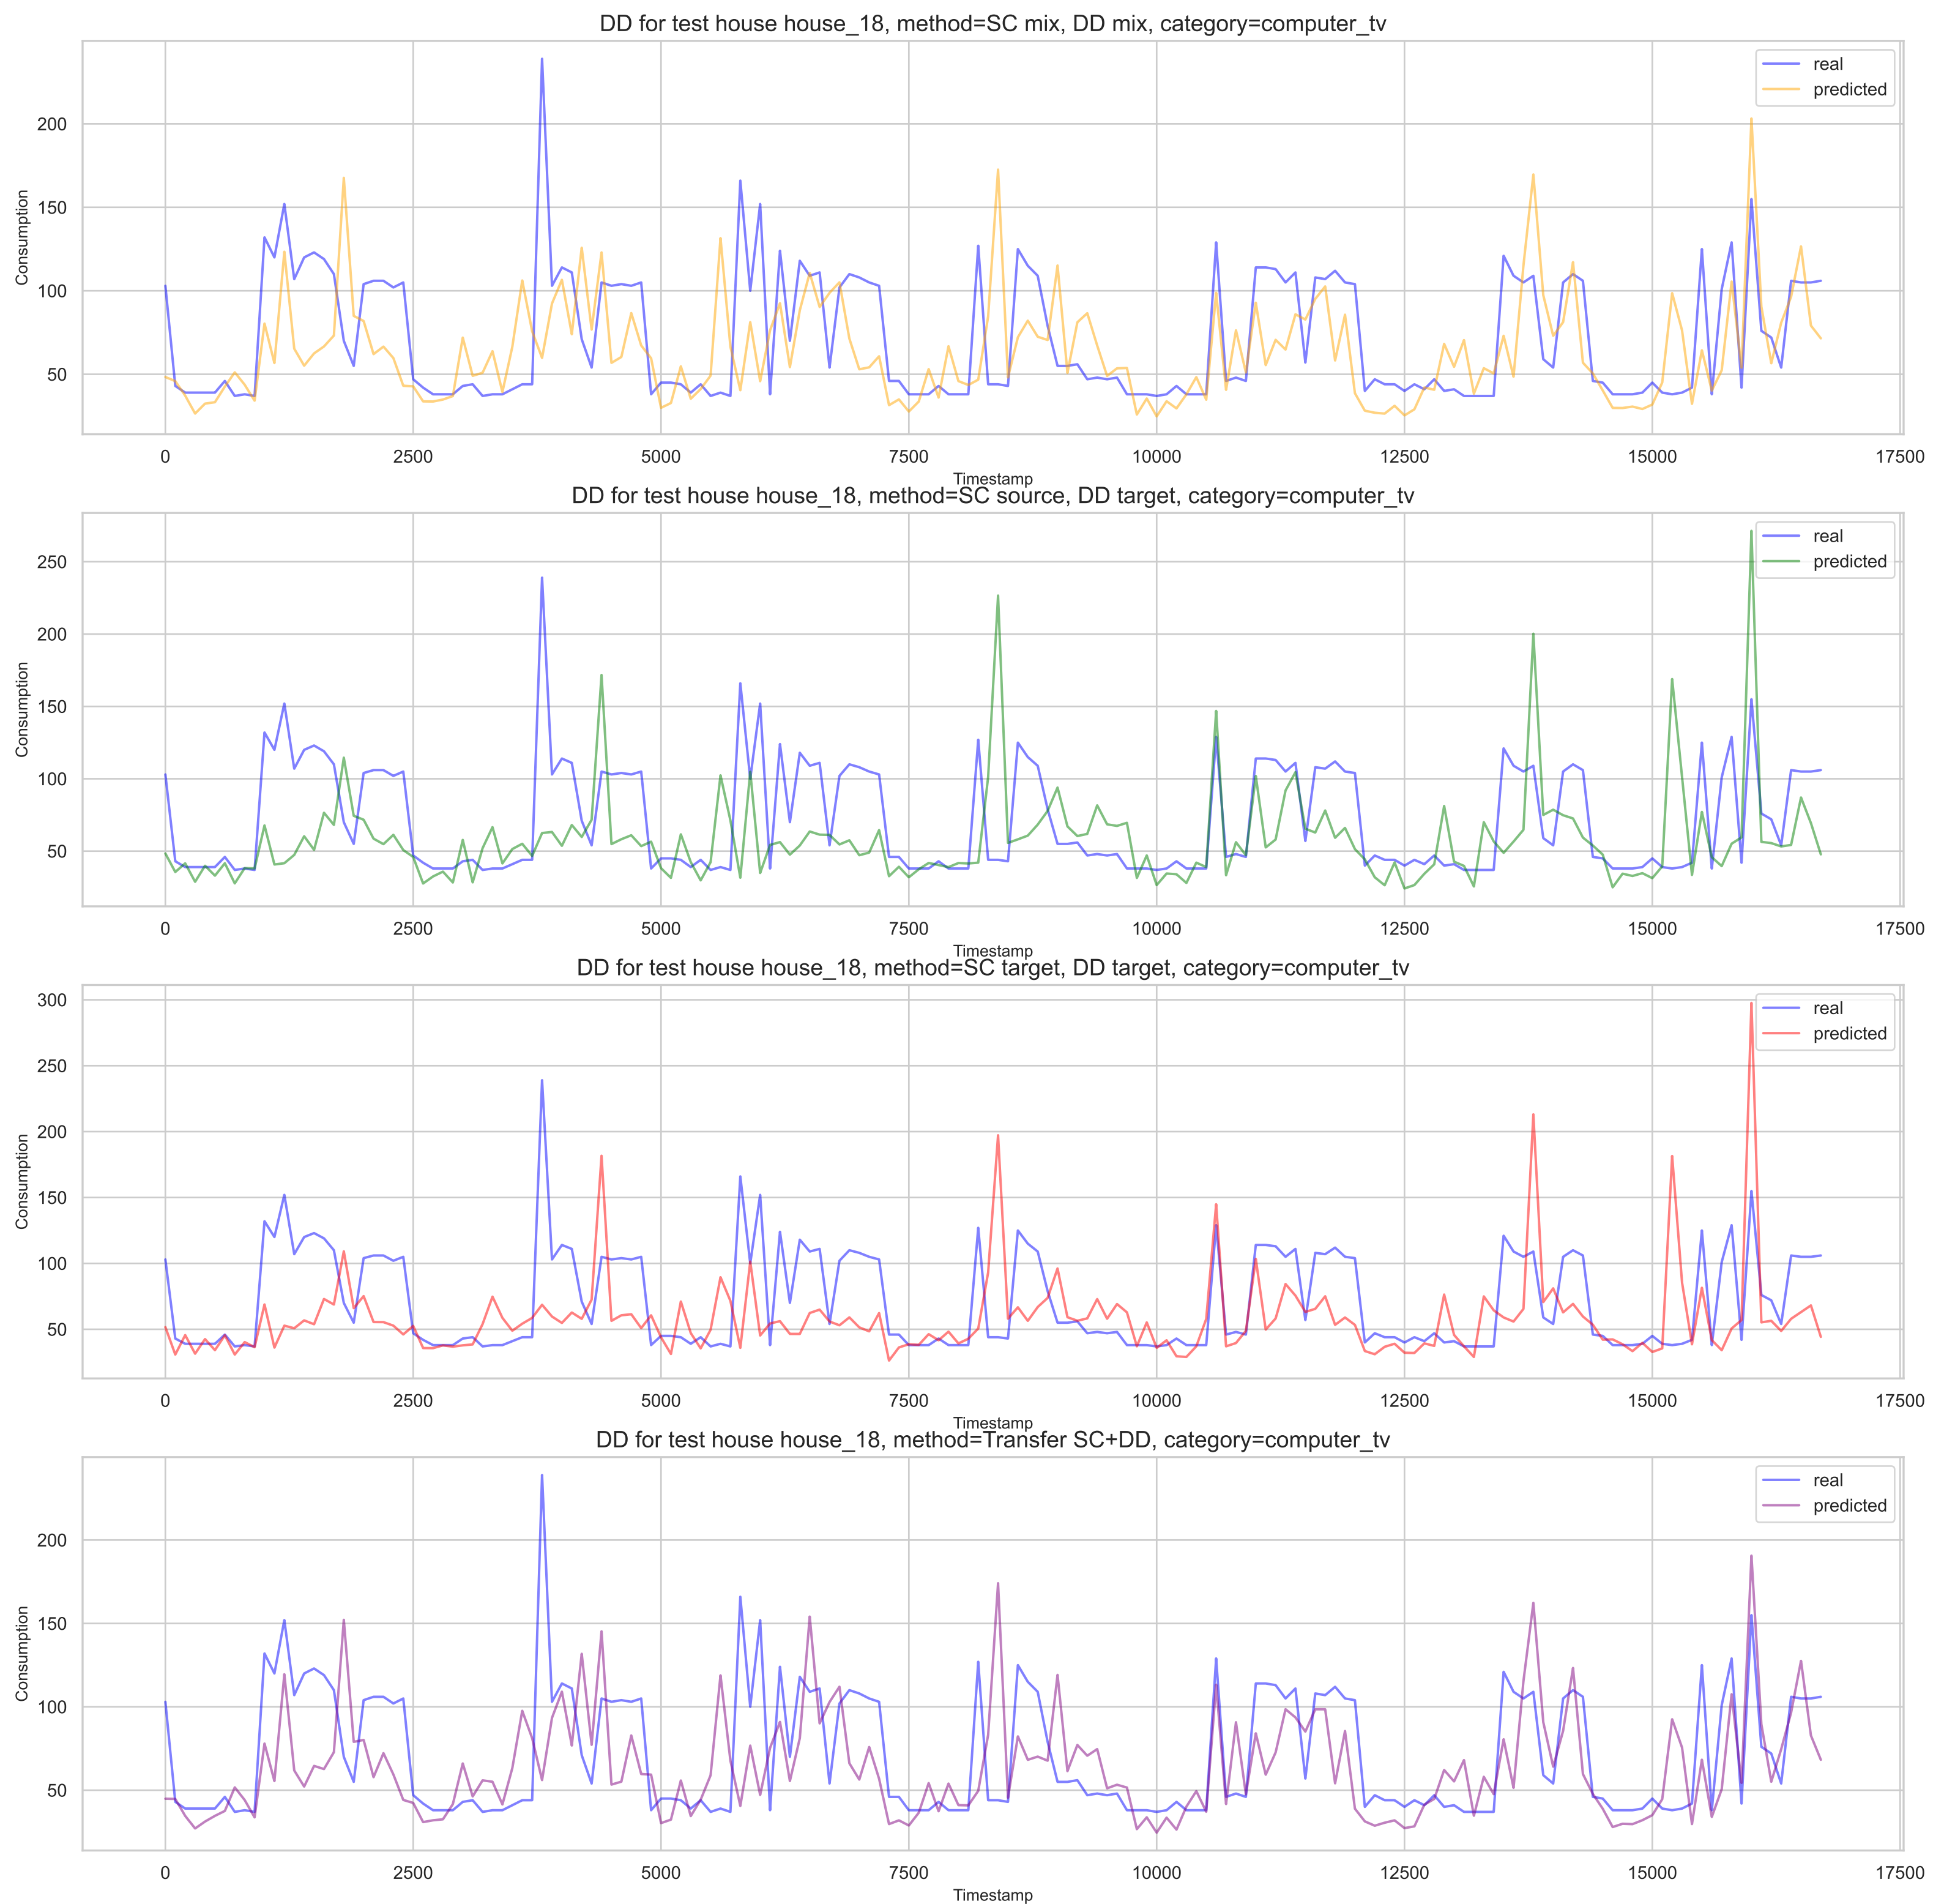 DD for test house house_18, method=SC mix, DD mix, category=computer_tv
real
predicted
Consumption
200
150
100
50
0 2500 5000 7500 10000 12500 15000 17500
Timestamp
DD for test house house_18, method=SC source, DD target, category=computer_tv
real
predicted
Consumption
250
200
150
100
50
0 2500 5000 7500 10000 12500 15000 17500
Timestamp
DD for test house house_18, method=SC target, DD target, category=computer_tv
real
predicted
Consumption
300
250
200
150
100
50
0 2500 5000 7500 10000 12500 15000 17500
Timestamp
DD for test house house_18, method=Transfer SC+DD, category=computer_tv
real
predicted
Consumption
200
150
100
50
0 2500 5000 7500 10000 12500 15000 17500
Timestamp